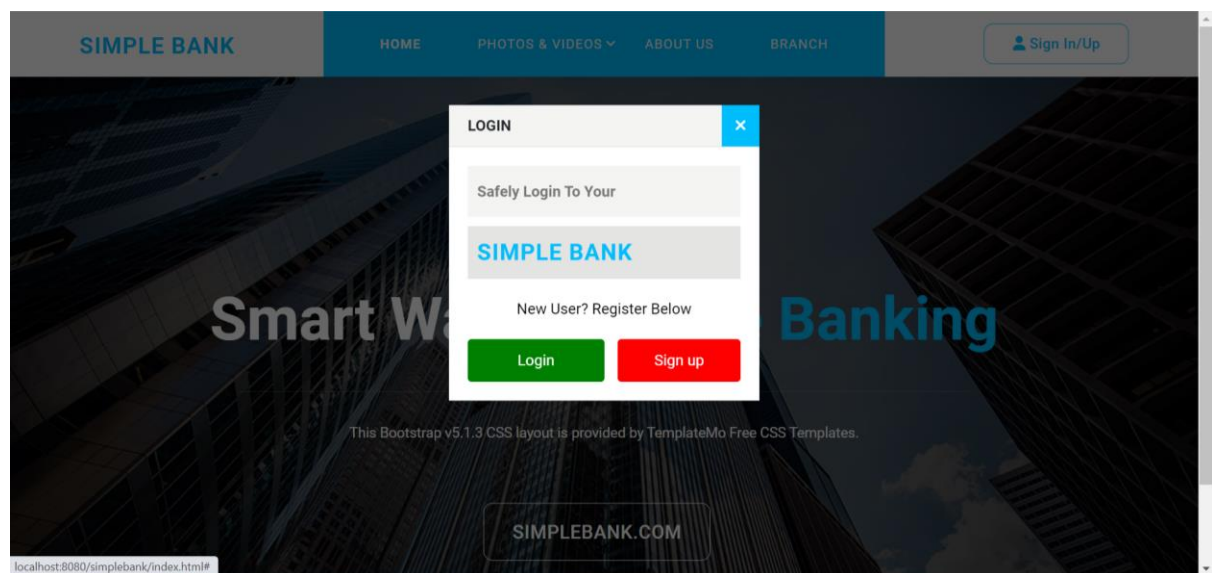 SIMPLE BANK
HOME PHOTOS & VIDEOS ABOUT US BRANCH
Sign In/Up
LOGIN
×
Safely Login To Your
SIMPLE BANK
New User? Register Below
Login Sign up
Smart Banking
This Bootstrap v5.1.3 CSS layout is provided by TemplateMo Free CSS Templates.
SIMPLEBANK.COM
localhost:8080/simplebank/index.html#